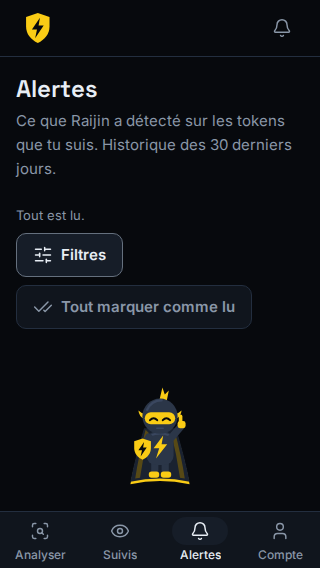 Alertes
Ce que Raijin a détecté sur les tokens
que tu suis. Historique des 30 derniers
jours.
Tout est lu.
Filtres
Tout marquer comme lu
Analyser
Suivis
Alertes
Compte